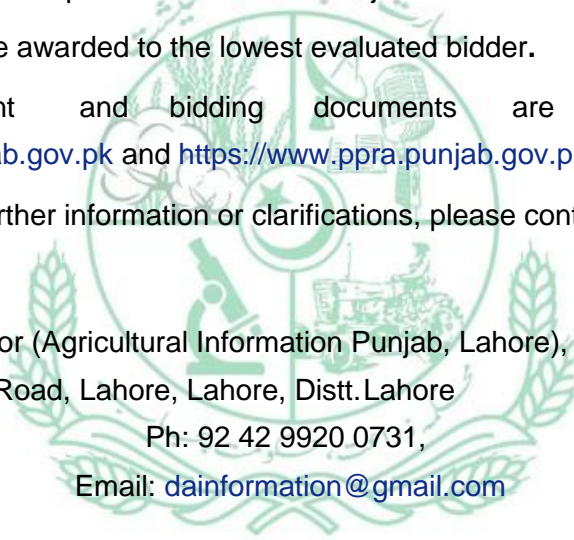 e awarded to the lowest evaluated bidder.
nt and bidding documents are
ab.gov.pk and https://www.ppra.punjab.gov.p
rther information or clarifications, please cont
or (Agricultural Information Punjab, Lahore),
Road, Lahore, Lahore, Distt.Lahore
Ph: 92 42 9920 0731,
Email: dainformation@gmail.com